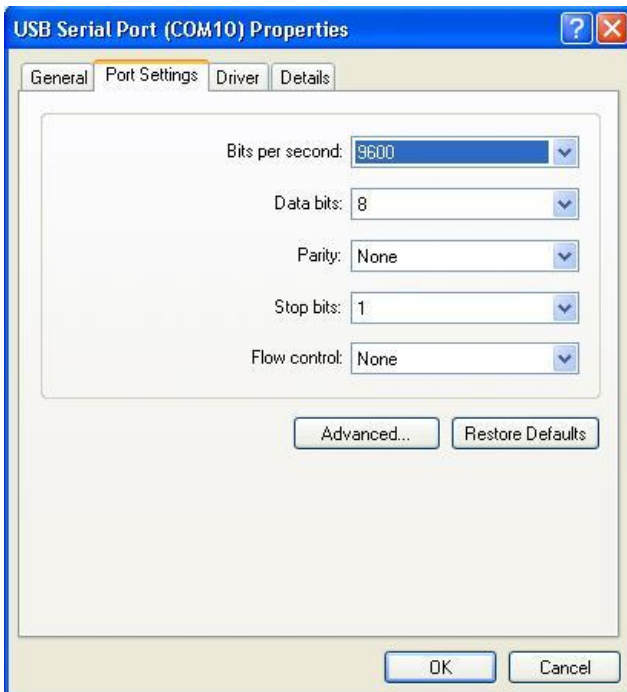 USB Serial Port (COM10) Properties
General Port Settings Driver Details
Bits per second: 9600
Data bits: 8
Parity: None
Stop bits: 1
Flow control: None
Advanced... Restore Defaults
OK Cancel